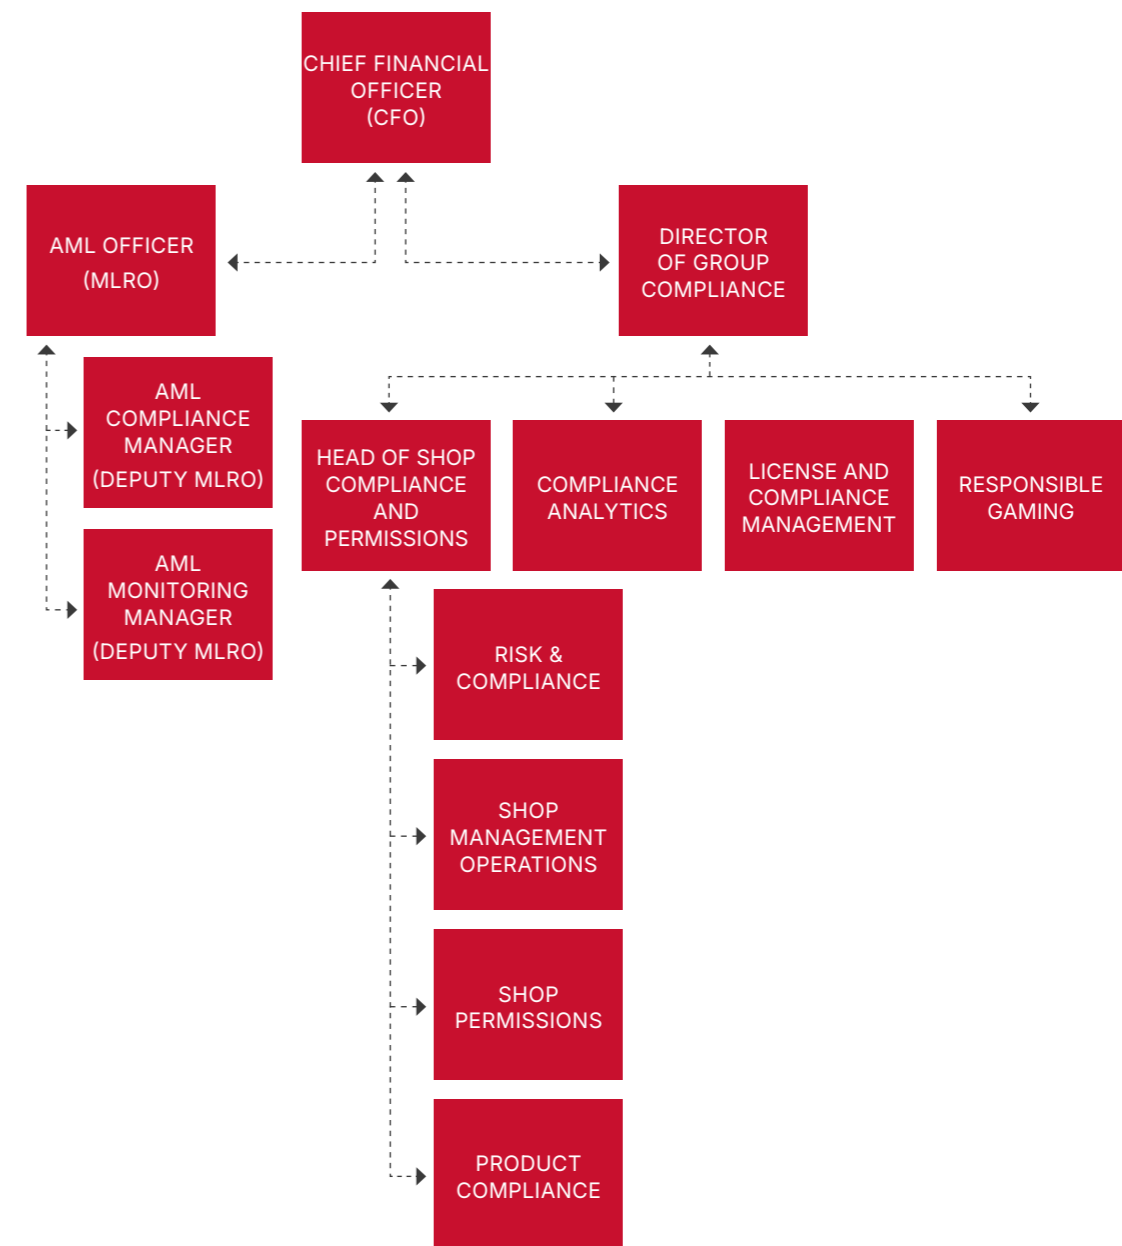 CHIEF FINANCIAL
OFFICER
(CFO)
AML OFFICER
(MLRO)
DIRECTOR
OF GROUP
COMPLIANCE
AML
COMPLIANCE
MANAGER
(DEPUTY MLRO)
AML
MONITORING
MANAGER
(DEPUTY MLRO)
HEAD OF SHOP
COMPLIANCE
AND
PERMISSIONS
COMPLIANCE
ANALYTICS
LICENSE AND
COMPLIANCE
MANAGEMENT
RESPONSIBLE
GAMING
RISK &
COMPLIANCE
SHOP
MANAGEMENT
OPERATIONS
SHOP
PERMISSIONS
PRODUCT
COMPLIANCE